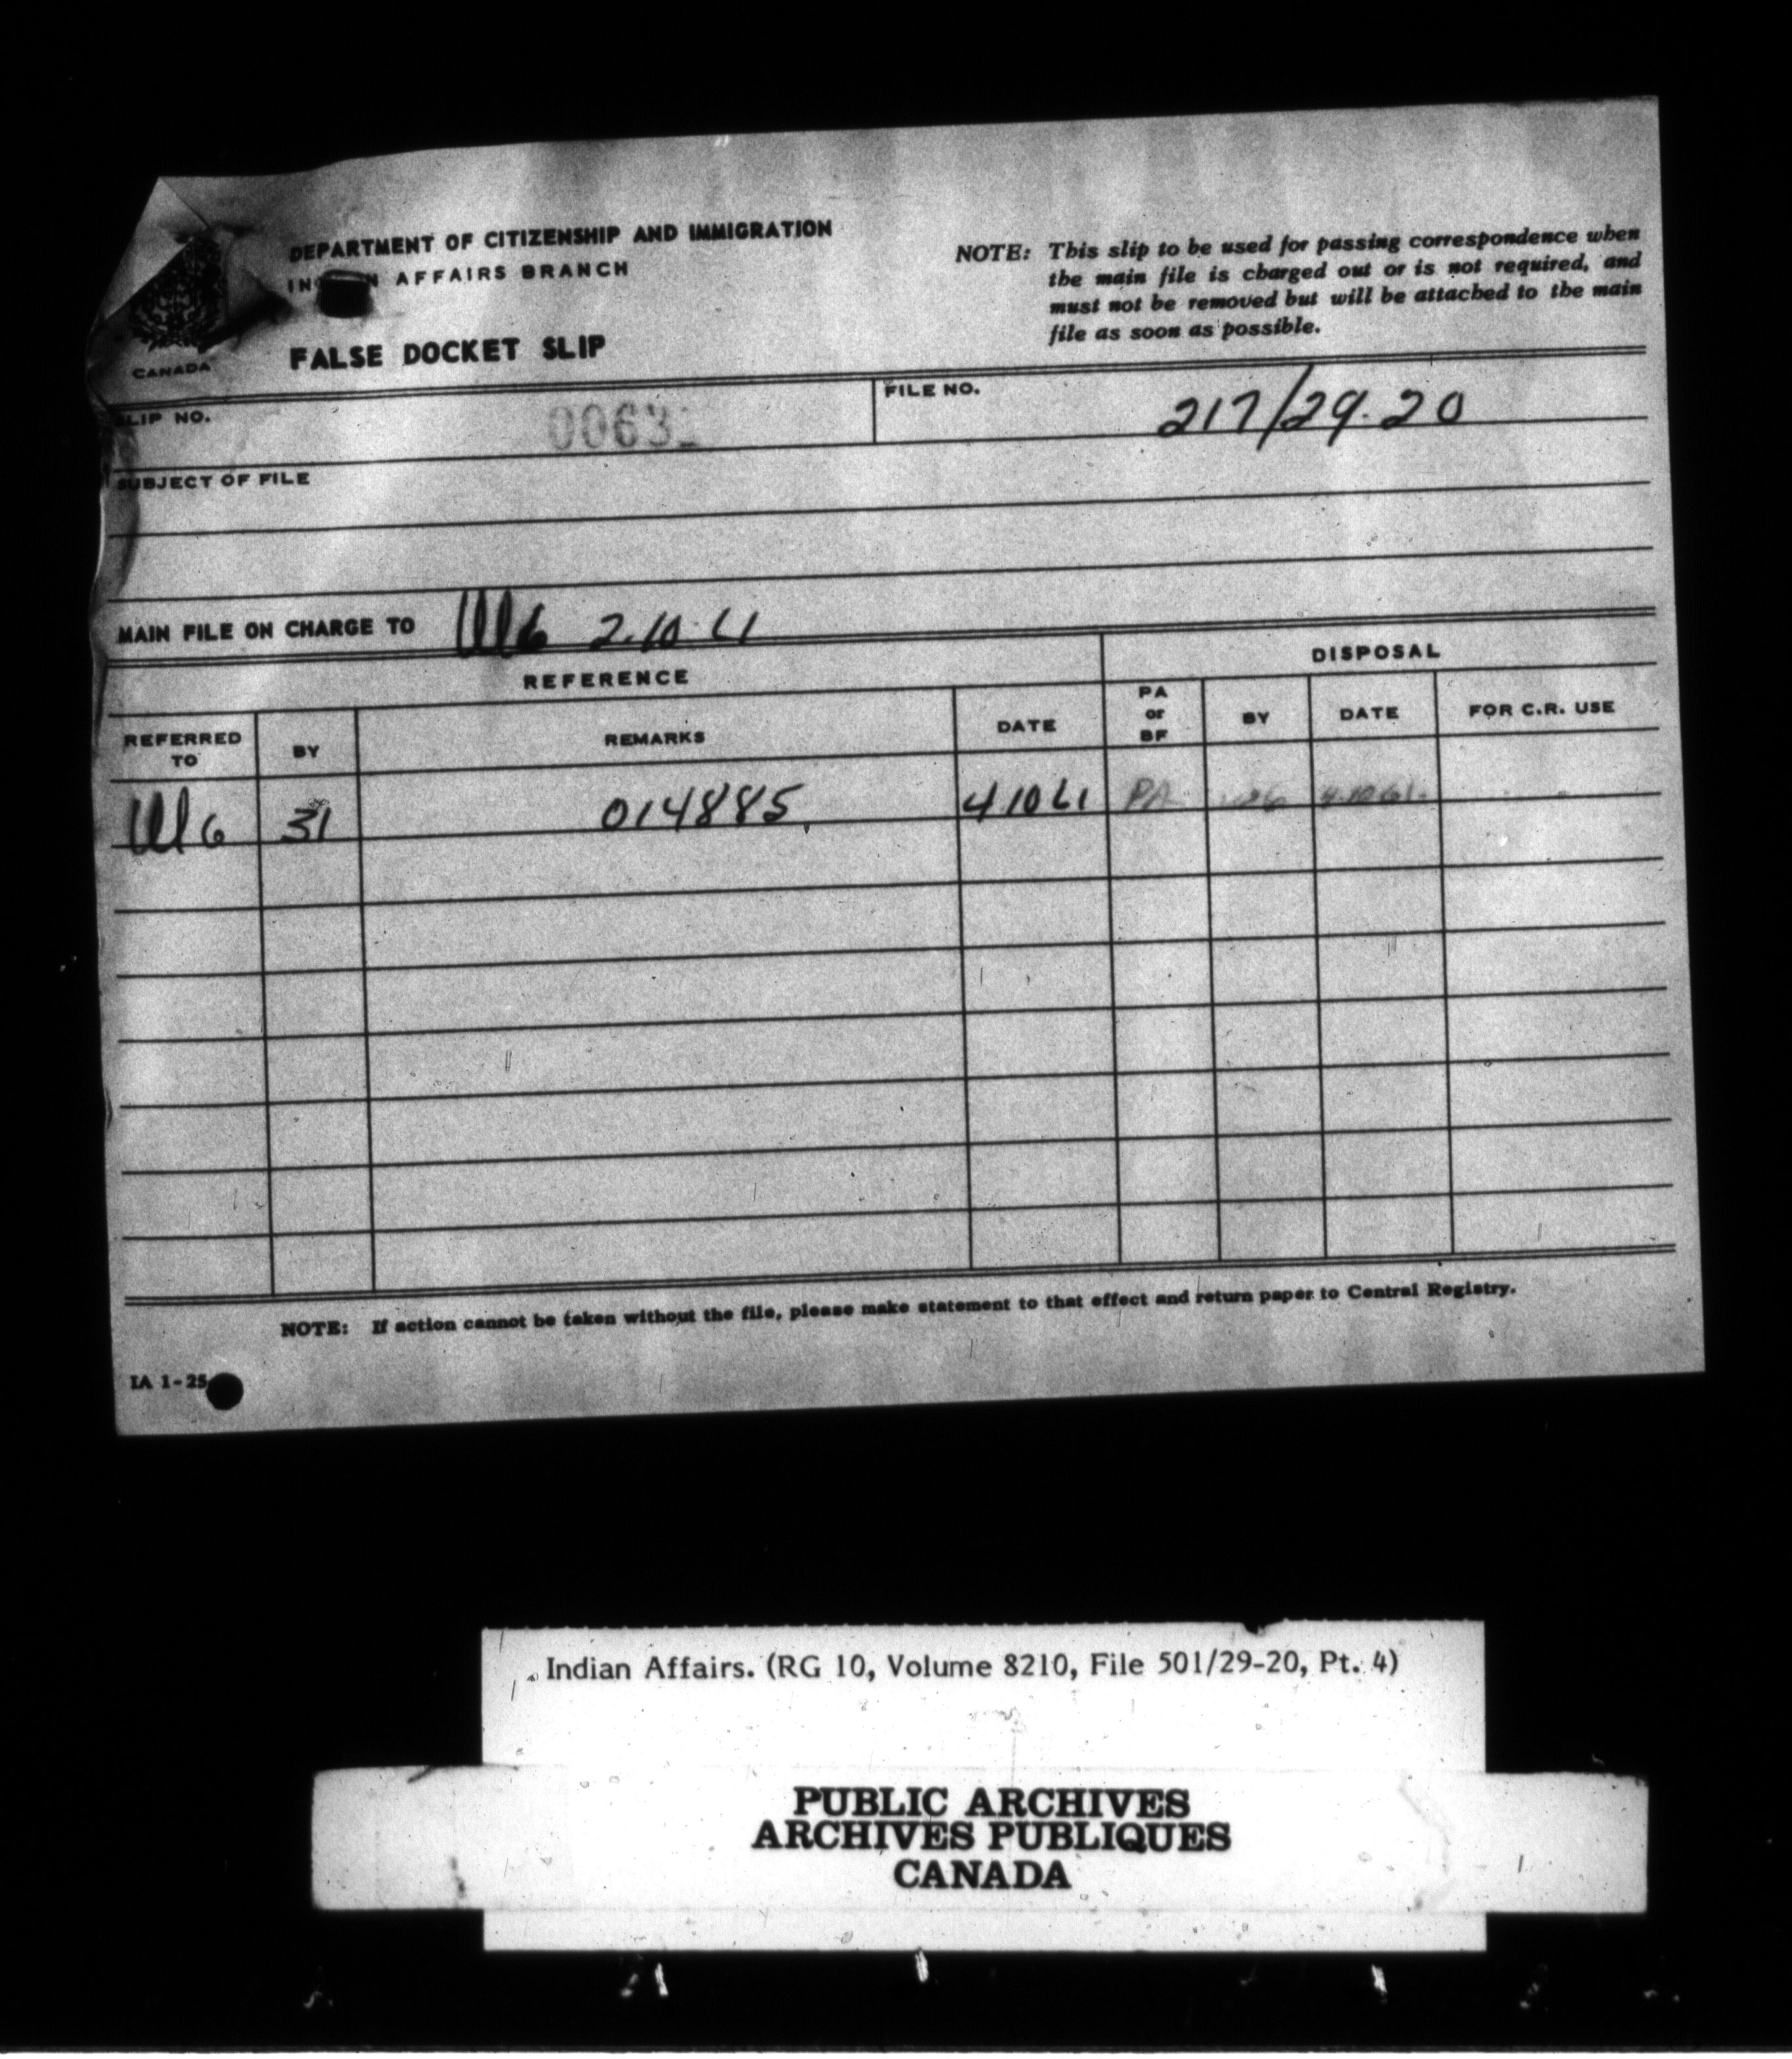 DEPARTMENT OF CITIZENSHIP AND IMMIGRATION
AFFAIRS BRANCH
FALSE DOCKET SLIP
CANADA
NOTE: This slip to be used for passing correspondence when
the main file is charged out or is not required, and
must not be removed but will be attached to the main
file as soon as possible.
SLIP NO.
FILE NO. 217/29.20
SUBJECT OF FILE
MAIN FILE ON CHARGE TO 2.10.61
REFERENCE
DISPOSAL
REFERRED TO
BY
REMARKS
DATE
PA or BF
BY
DATE
FOR C.R. USE
31 014885 4 10 61 PA 4.10.61.
NOTE: If action cannot be taken without the file, please make statement to that effect and return paper to Central Registry.
IA 1-25
Indian Affairs. (RG 10, Volume 8210, File 501/29-20, Pt. 4)
PUBLIC ARCHIVES
ARCHIVES PUBLIQUES
CANADA